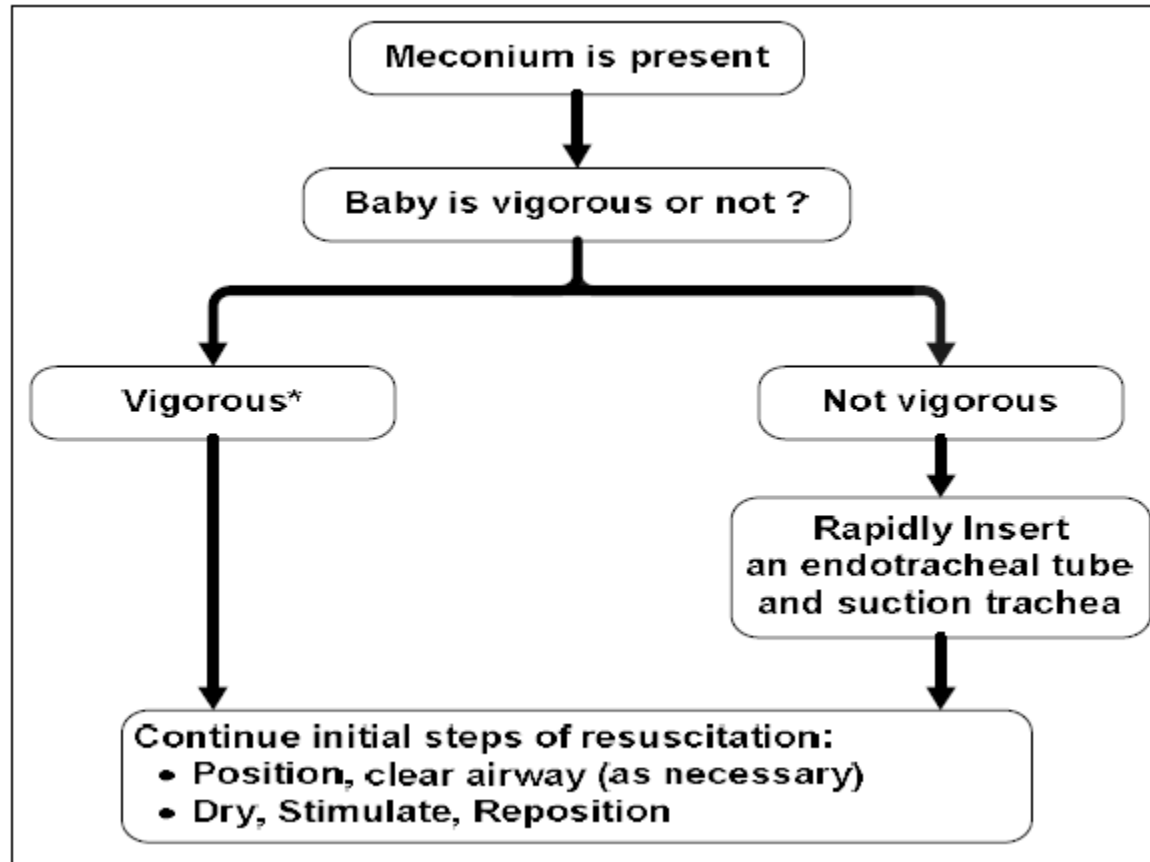 Meconium is present
Baby is vigorous or not ?
Vigorous*
Not vigorous
Rapidly Insert
an endotracheal tube
and suction trachea
Continue initial steps of resuscitation:
• Position, clear airway (as necessary)
• Dry, Stimulate, Reposition